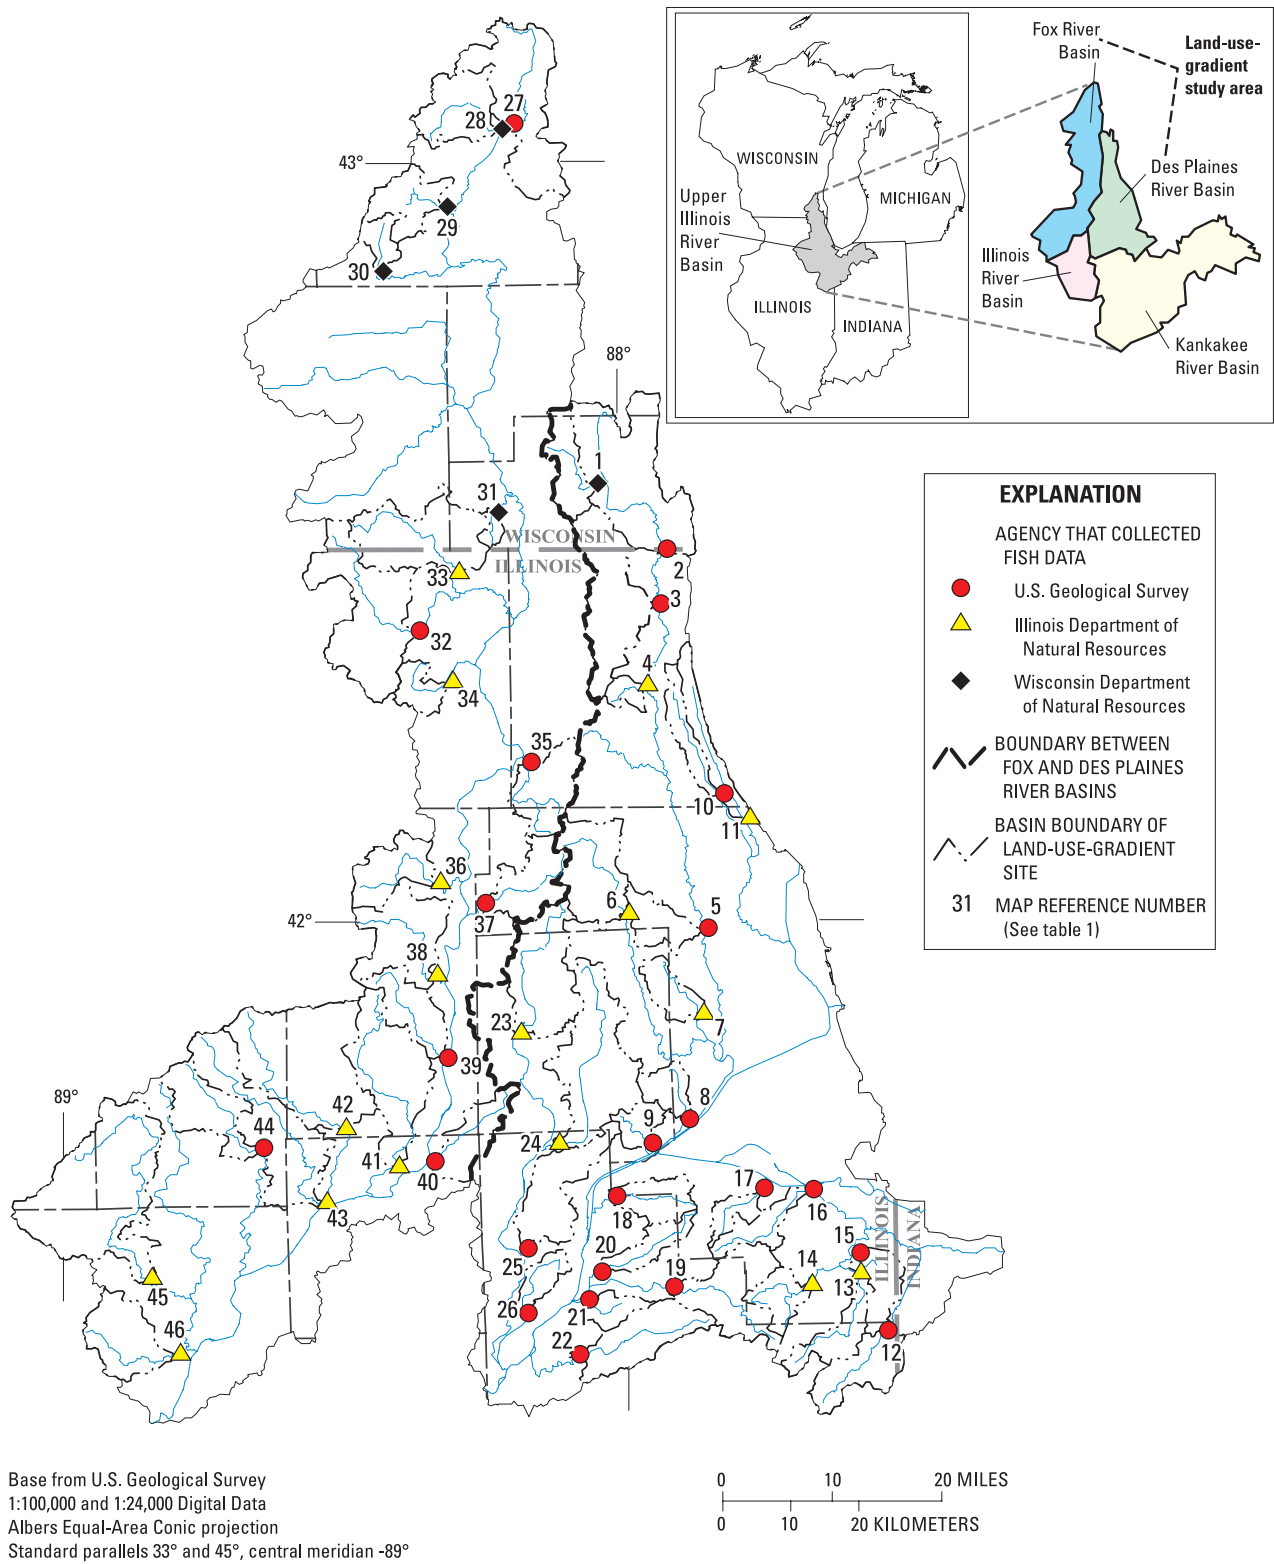 Fox River
Basin
Land-use-
gradient
study area
WISCONSIN
MICHIGAN
Des Plaines
River Basin
Upper
Illinois
River
Basin
Illinois
River
Basin
ILLINOIS
INDIANA
Kankakee
River Basin
27
28
43°
29
30
88°
1
31
WISCONSIN
ILLINOIS
2
33
3
32
4
34
35
10
11
36
6
5
37
42°
38
23
7
39
8
89°
42
9
44
24
41
40
17
43
18
16
ILLINOIS
INDIANA
15
20
25
19
14
13
45
26
21
46
22
12
EXPLANATION
AGENCY THAT COLLECTED
FISH DATA
U.S. Geological Survey
Illinois Department of
Natural Resources
Wisconsin Department
of Natural Resources
BOUNDARY BETWEEN
FOX AND DES PLAINES
RIVER BASINS
BASIN BOUNDARY OF
LAND-USE-GRADIENT
SITE
31 MAP REFERENCE NUMBER
(See table 1)
Base from U.S. Geological Survey
1:100,000 and 1:24,000 Digital Data
Albers Equal-Area Conic projection
Standard parallels 33° and 45°, central meridian -89°
0 10 20 MILES
0 10 20 KILOMETERS